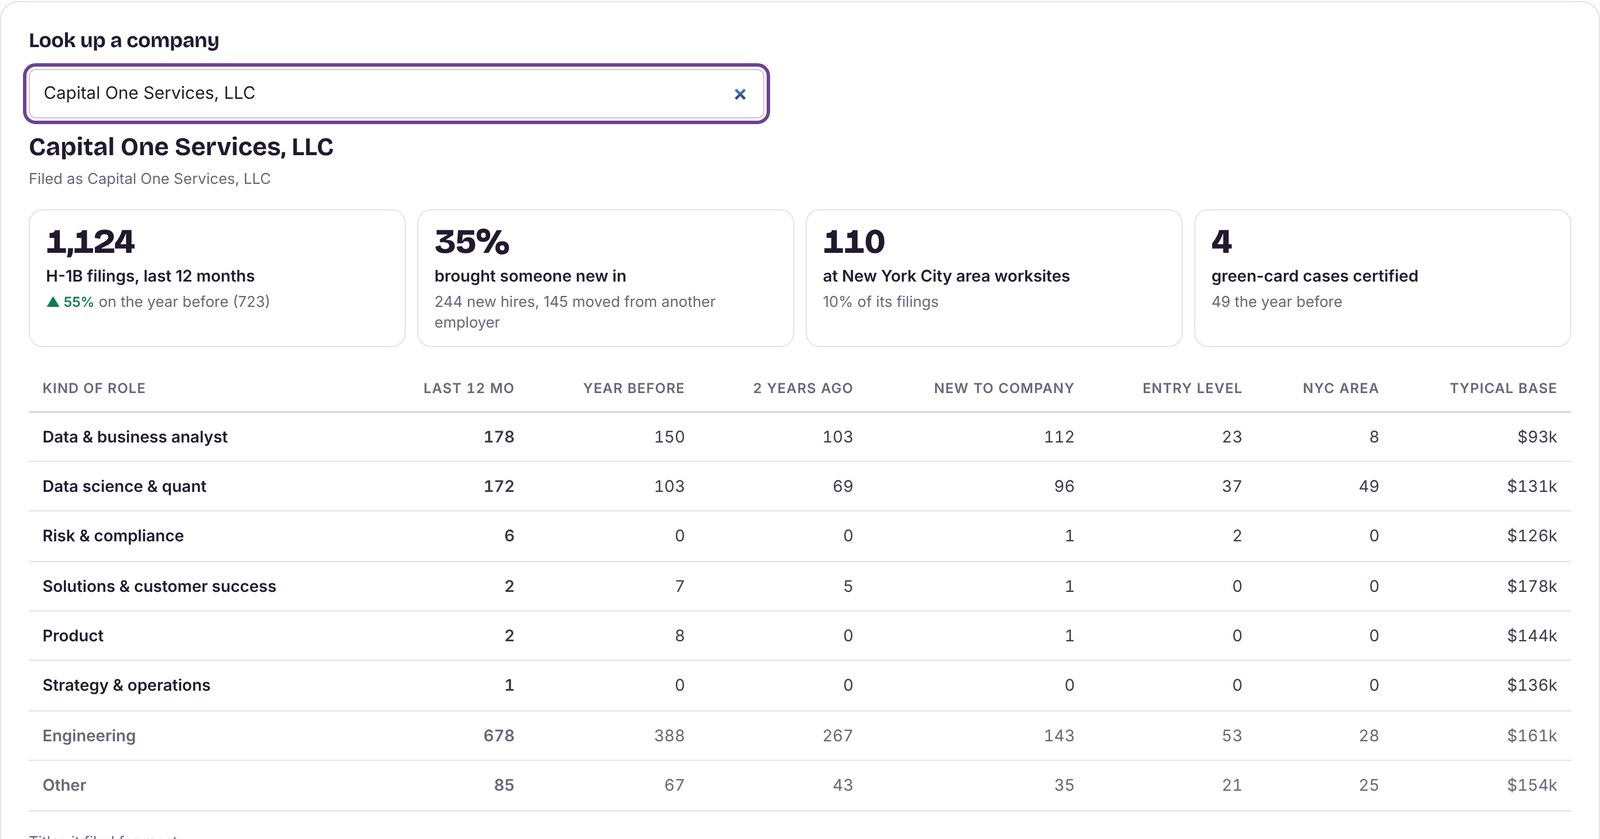 Look up a company
Capital One Services, LLC ×
Capital One Services, LLC
Filed as Capital One Services, LLC
1,124
H-1B filings, last 12 months
▲ 55% on the year before (723)
35%
brought someone new in
244 new hires, 145 moved from another
employer
110
at New York City area worksites
10% of its filings
4
green-card cases certified
49 the year before
KIND OF ROLE LAST 12 MO YEAR BEFORE 2 YEARS AGO NEW TO COMPANY ENTRY LEVEL NYC AREA TYPICAL BASE
Data & business analyst 178 150 103 112 23 8 $93k
Data science & quant 172 103 69 96 37 49 $131k
Risk & compliance 6 0 0 1 2 0 $126k
Solutions & customer success 2 7 5 1 0 0 $178k
Product 2 8 0 1 0 0 $144k
Strategy & operations 1 0 0 0 0 0 $136k
Engineering 678 388 267 143 53 28 $161k
Other 85 67 43 35 21 25 $154k